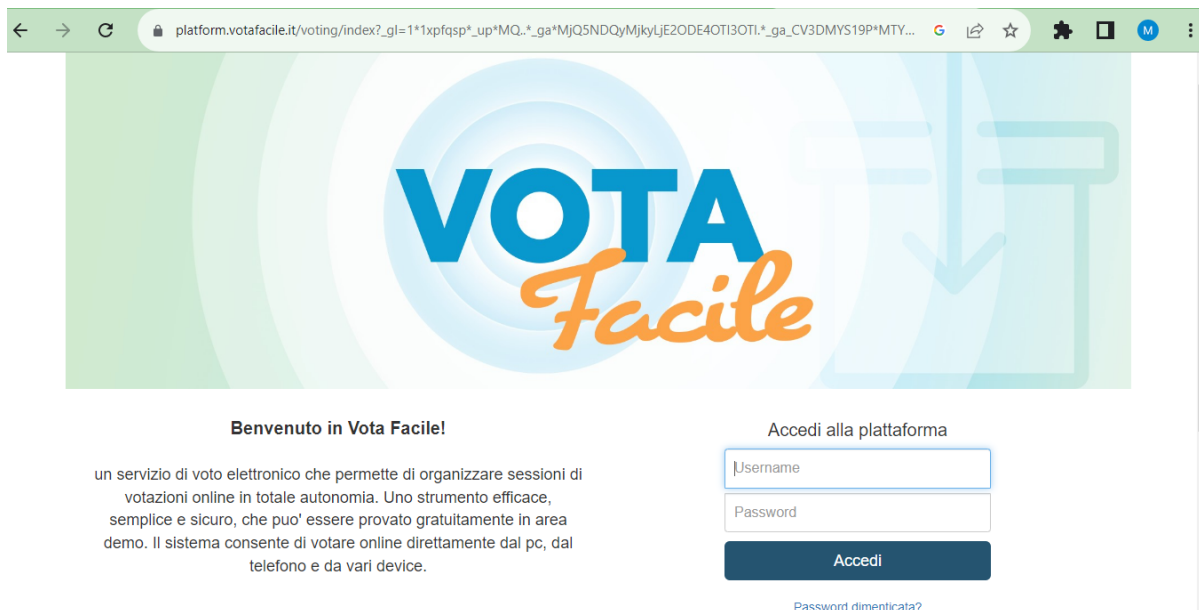 platform.votafacile.it/voting/index?_gl=1*1xpfqsp*_up*MQ..*_ga*MjQ5NDQyMjkyLjE2ODE4OTI3OTI.*_ga_CV3DMYS19P*MTY...
G
M
VOTA
Facile
Benvenuto in Vota Facile!
un servizio di voto elettronico che permette di organizzare sessioni di
votazioni online in totale autonomia. Uno strumento efficace,
semplice e sicuro, che puo' essere provato gratuitamente in area
demo. Il sistema consente di votare online direttamente dal pc, dal
telefono e da vari device.
Accedi alla plattaforma
Username
Password
Accedi
Password dimenticata?